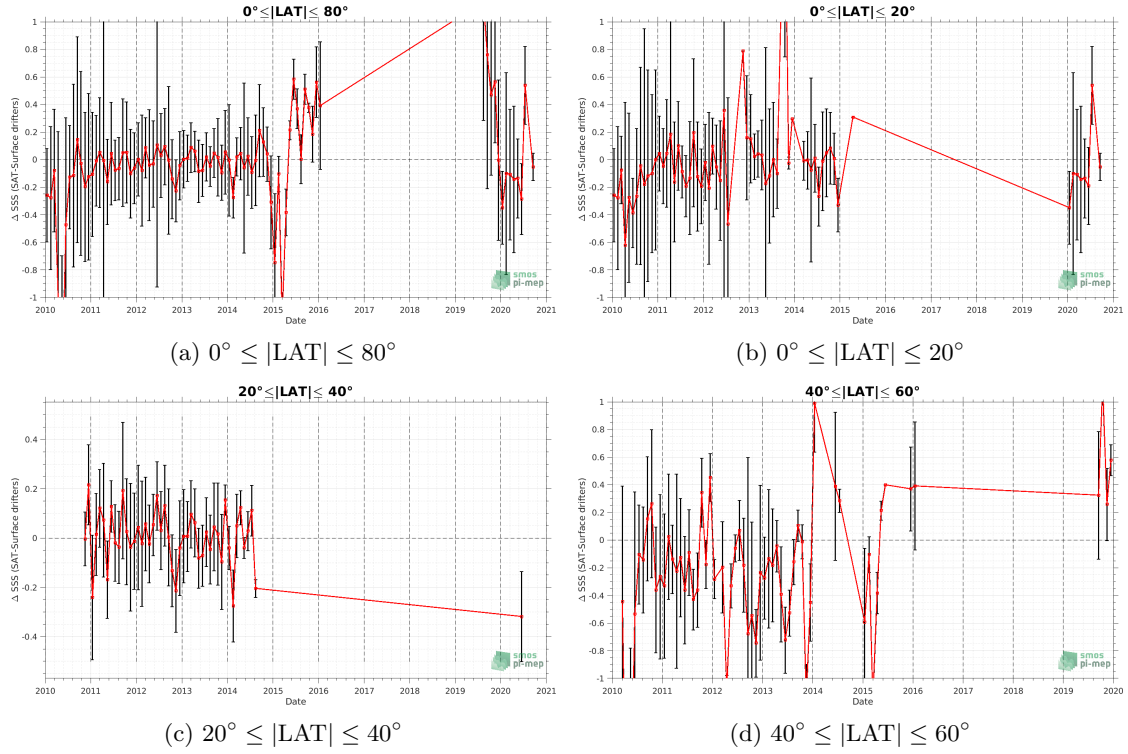 0°≤|LAT|≤ 80°
Δ SSS (SAT-Surface drifters)
1
0.8
0.6
0.4
0.2
0
-0.2
-0.4
-0.6
-0.8
-1
2010 2011 2012 2013 2014 2015 2016 2017 2018 2019 2020 2021
Date
smos
pi-mep
(a) 0° ≤ |LAT| ≤ 80°
0°≤|LAT|≤ 20°
Δ SSS (SAT-Surface drifters)
1
0.8
0.6
0.4
0.2
0
-0.2
-0.4
-0.6
-0.8
-1
2010 2011 2012 2013 2014 2015 2016 2017 2018 2019 2020 2021
Date
smos
pi-mep
(b) 0° ≤ |LAT| ≤ 20°
20°≤|LAT|≤ 40°
Δ SSS (SAT-Surface drifters)
0.4
0.2
0
-0.2
-0.4
2010 2011 2012 2013 2014 2015 2016 2017 2018 2019 2020 2021
Date
smos
pi-mep
(c) 20° ≤ |LAT| ≤ 40°
40°≤|LAT|≤ 60°
Δ SSS (SAT-Surface drifters)
1
0.8
0.6
0.4
0.2
0
-0.2
-0.4
-0.6
-0.8
-1
2010 2011 2012 2013 2014 2015 2016 2017 2018 2019 2020
Date
smos
pi-mep
(d) 40° ≤ |LAT| ≤ 60°